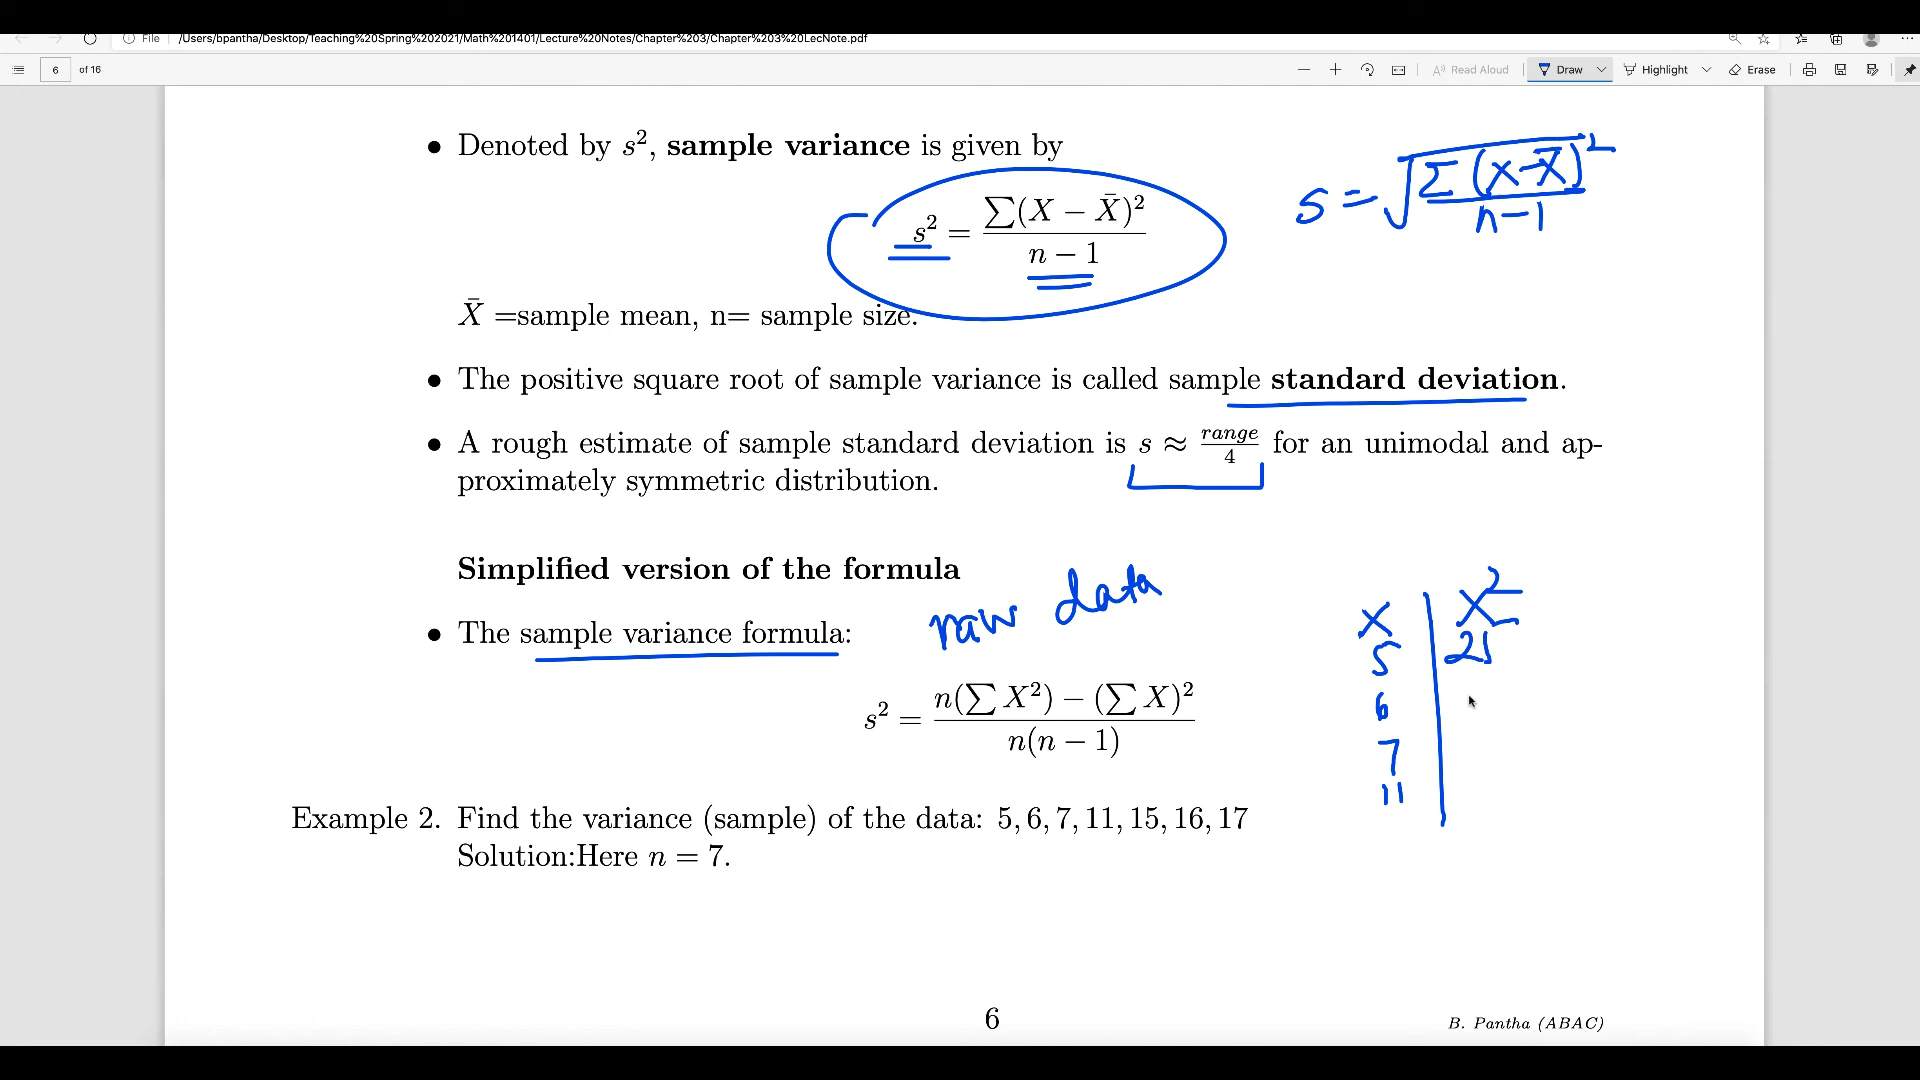 File | /Users/bpantha/Desktop/Teaching%20Spring%202021/Math%201401/Lecture%20Notes/Chapter%203/Chapter%203%20LecNote.pdf
6 of 16 Read Aloud Draw Highlight Erase
• Denoted by s², sample variance is given by
s² = ∑(X − X̄)² / n − 1
s = √(Σ (x−x̄)² / n−1)
X̄ =sample mean, n= sample size.
• The positive square root of sample variance is called sample standard deviation.
• A rough estimate of sample standard deviation is s ≈ range/4 for an unimodal and ap-
proximately symmetric distribution.
Simplified version of the formula
raw data
• The sample variance formula:
s² = n(∑ X²) − (∑ X)² / n(n − 1)
x | x²
5 | 25
6
7
11
Example 2. Find the variance (sample) of the data: 5, 6, 7, 11, 15, 16, 17
Solution:Here n = 7.
6
B. Pantha (ABAC)